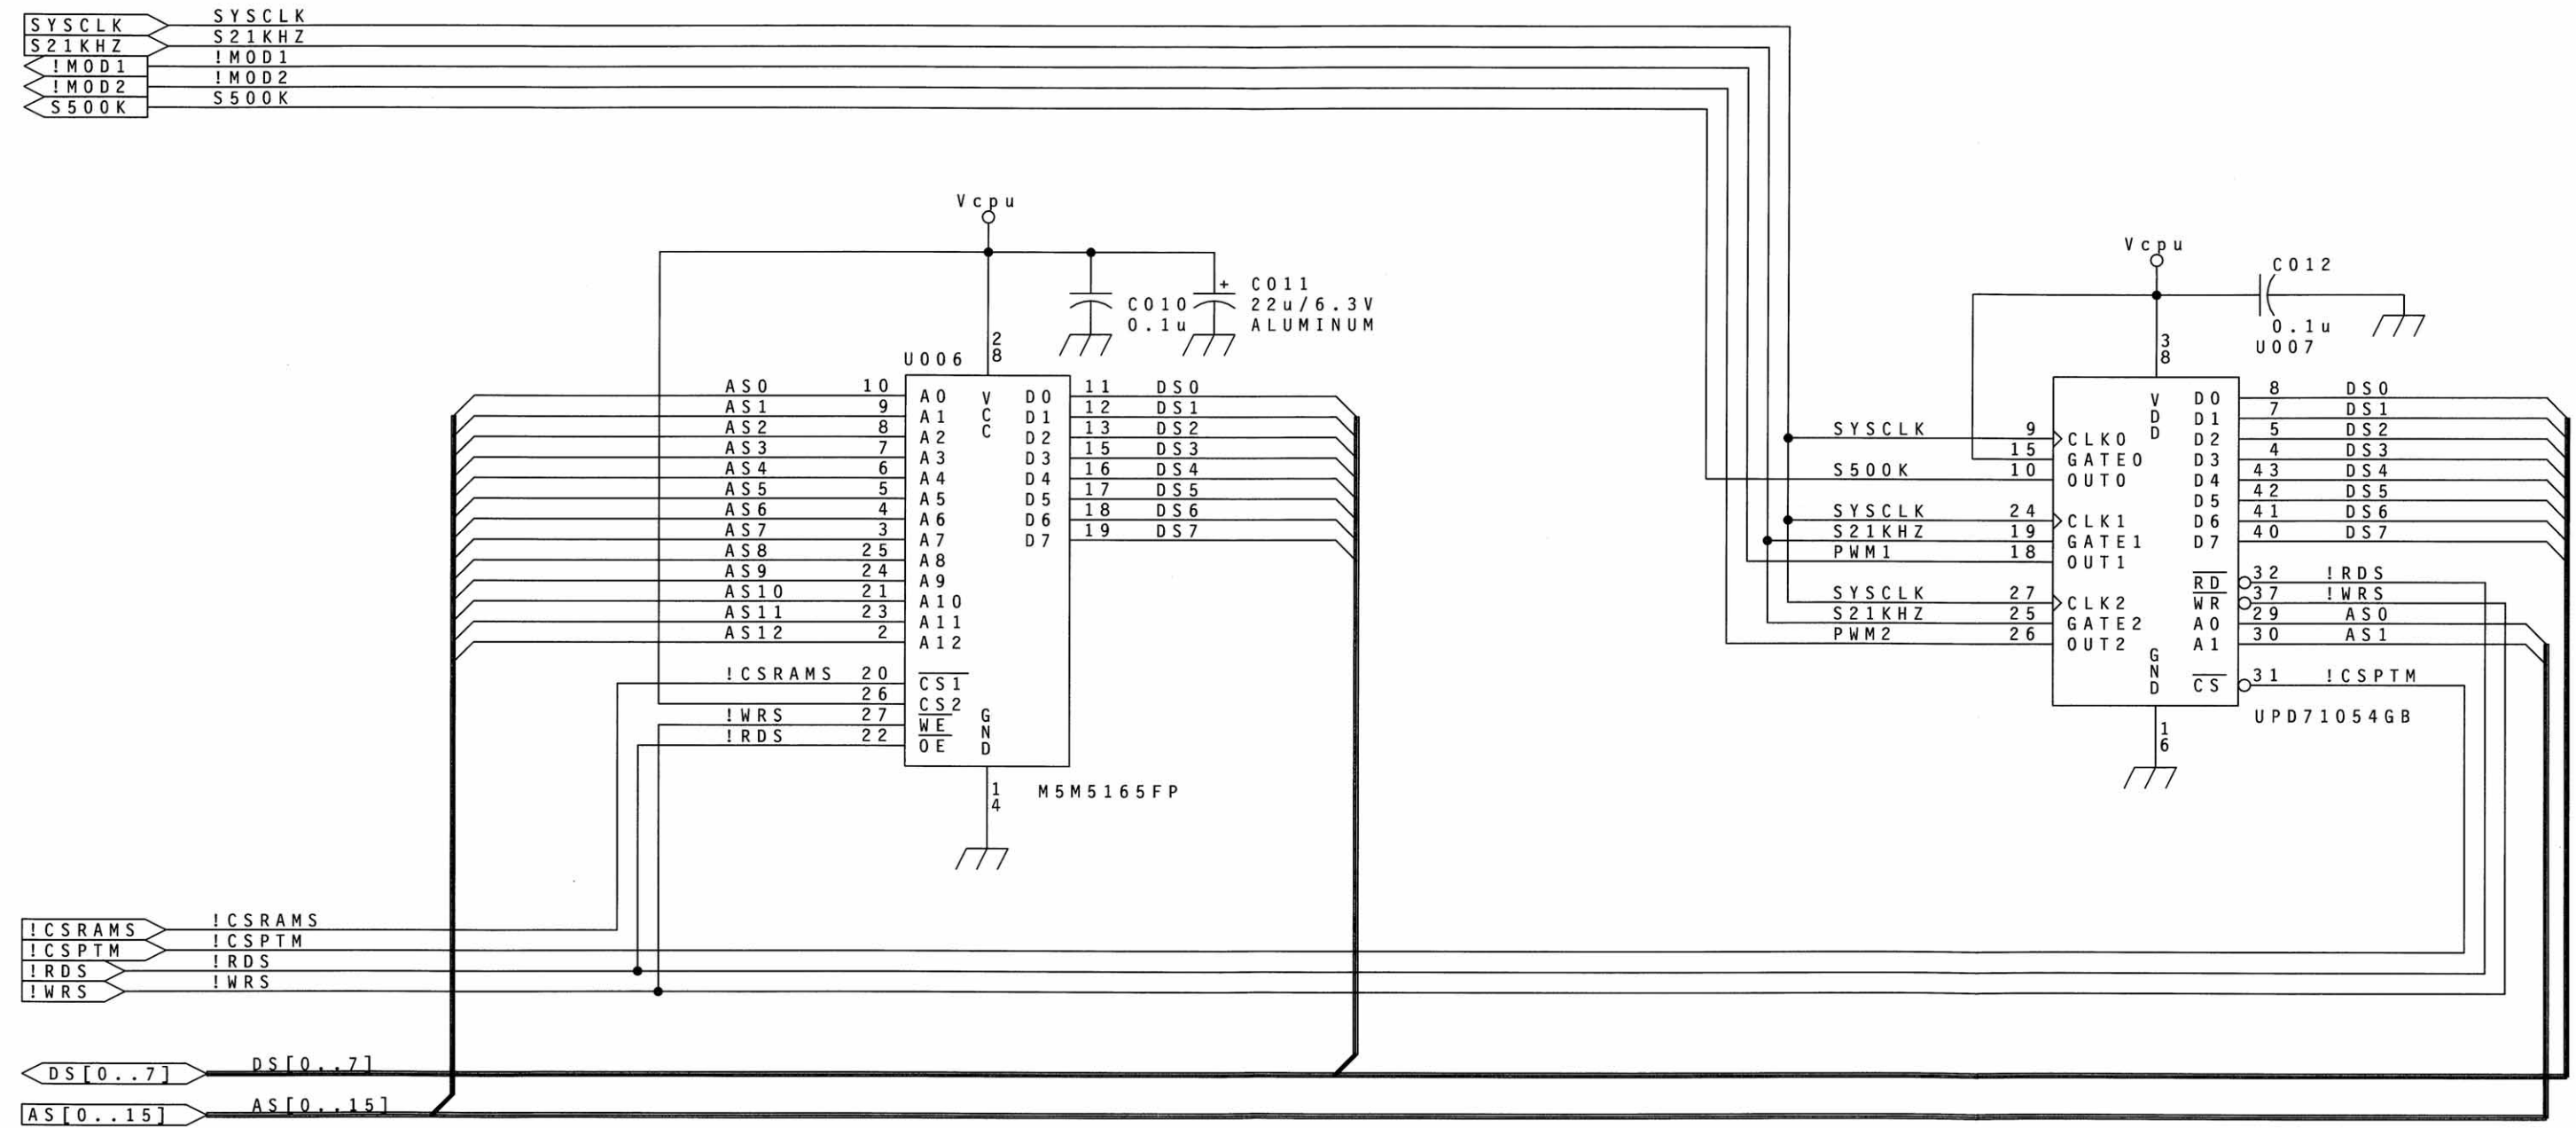 SYSCLK SYSCLK
S21KHZ S21KHZ
!MOD1 !MOD1
!MOD2 !MOD2
S500K S500K
Vcpu
C010
0.1u
+ C011
22u/6.3V
ALUMINUM
U006
28
AS0 10 A0
AS1 9 A1
AS2 8 A2
AS3 7 A3
AS4 6 A4
AS5 5 A5
AS6 4 A6
AS7 3 A7
AS8 25 A8
AS9 24 A9
AS10 21 A10
AS11 23 A11
AS12 2 A12
!CSRAMS 20 CS1
26 CS2
!WRS 27 WE
!RDS 22 OE
VCC
GND
D0 11 DS0
D1 12 DS1
D2 13 DS2
D3 15 DS3
D4 16 DS4
D5 17 DS5
D6 18 DS6
D7 19 DS7
14
M5M5165FP
Vcpu
C012
0.1u
U007
38
SYSCLK 9 CLK0
15 GATE0
S500K 10 OUT0
SYSCLK 24 CLK1
S21KHZ 19 GATE1
PWM1 18 OUT1
SYSCLK 27 CLK2
S21KHZ 25 GATE2
PWM2 26 OUT2
VDD
GND
D0 8 DS0
D1 7 DS1
D2 5 DS2
D3 4 DS3
D4 43 DS4
D5 42 DS5
D6 41 DS6
D7 40 DS7
RD 32 !RDS
WR 37 !WRS
A0 29 AS0
A1 30 AS1
CS 31 !CSPTM
UPD71054GB
16
!CSRAMS !CSRAMS
!CSPTM !CSPTM
!RDS !RDS
!WRS !WRS
DS[0..7] DS[0..7]
AS[0..15] AS[0..15]